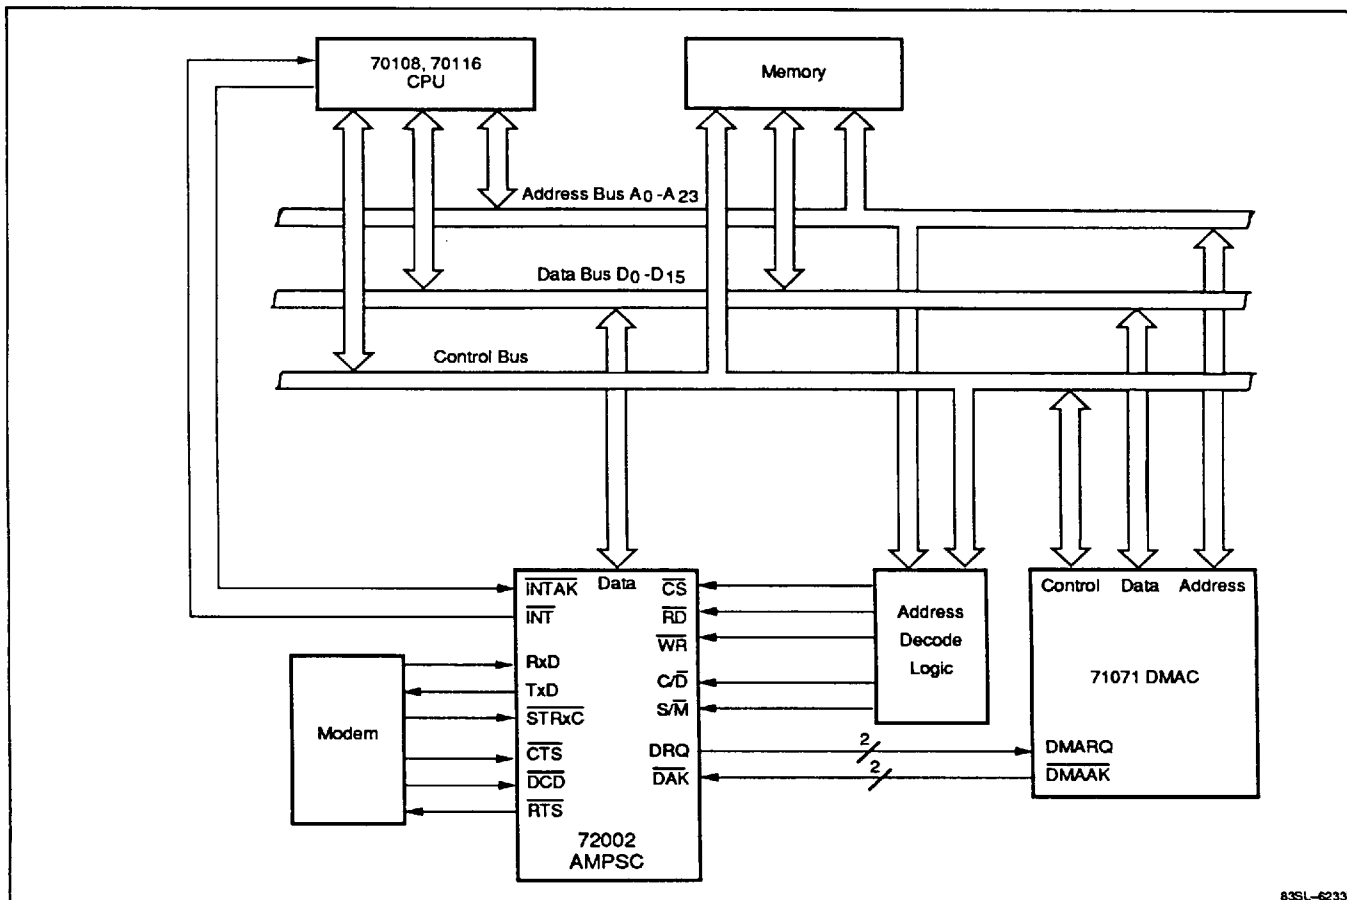 70108, 70116
CPU
Memory
Address Bus A0 -A23
Data Bus D0 -D15
Control Bus
INTAK
Data
CS
INT
RD
WR
RxD
TxD
C/D
STRxC
S/M
CTS
DRQ
DCD
DAK
RTS
72002
AMPSC
Modem
Address
Decode
Logic
Control Data Address
71071 DMAC
DMARQ
DMAAK
2
2
83SL-6233